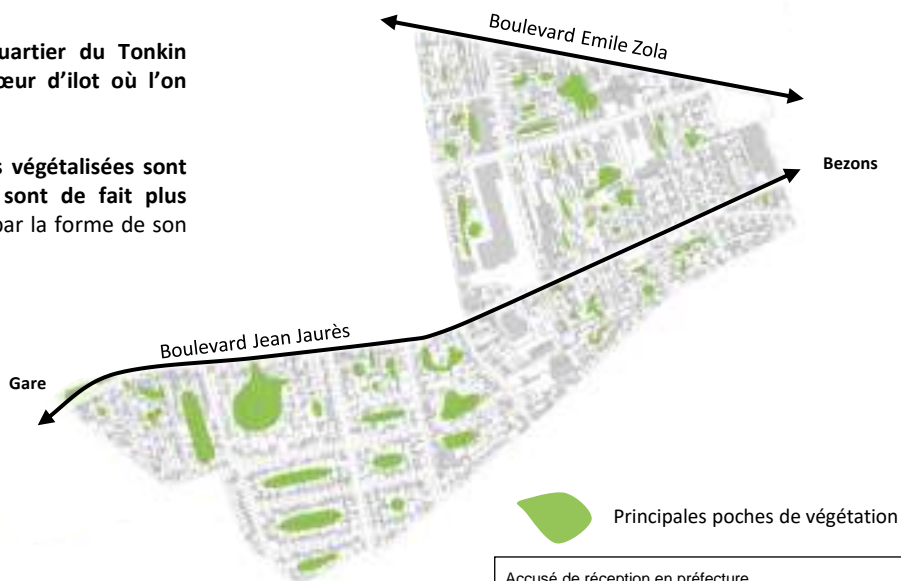 uartier du Tonkin
œur d'ilot où l'on
s végétalisées sont
sont de fait plus
par la forme de son
Boulevard Emile Zola
Bezons
Boulevard Jean Jaurès
Gare
Principales poches de végétation
Accusé de réception en préfecture